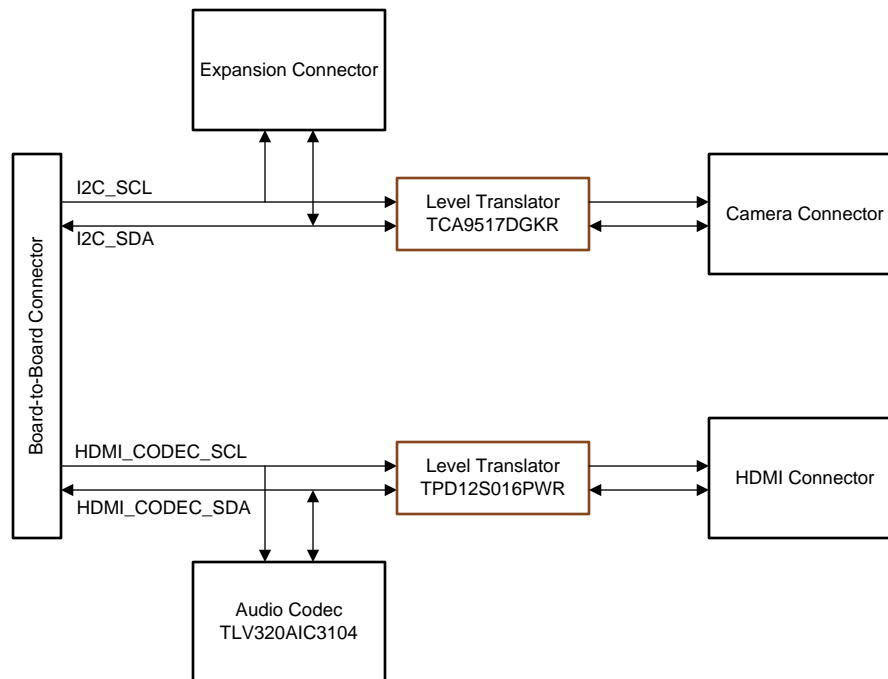 Expansion Connector
I2C_SCL
I2C_SDA
Level Translator
TCA9517DGKR
Camera Connector
Board-to-Board Connector
HDMI_CODEC_SCL
HDMI_CODEC_SDA
Level Translator
TPD12S016PWR
HDMI Connector
Audio Codec
TLV320AIC3104